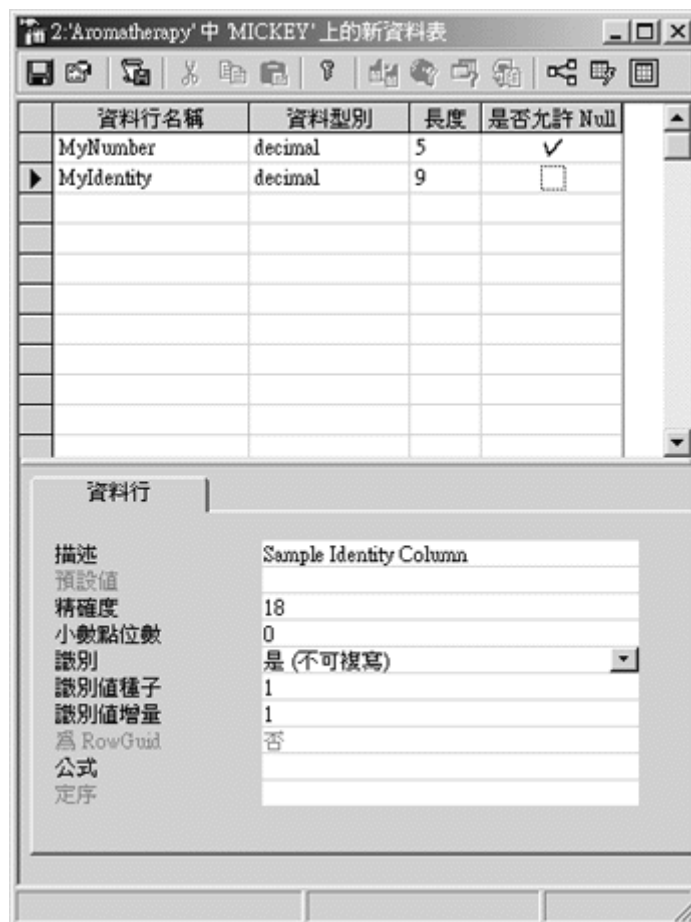 2:'Aromatherapy' 中 'MICKEY' 上的新資料表
資料行名稱 資料型別 長度 是否允許 Null
MyNumber decimal 5
MyIdentity decimal 9
資料行
描述 Sample Identity Column
預設值
精確度 18
小數點位數 0
識別 是 (不可複寫)
識別值種子 1
識別值增量 1
為 RowGuid 否
公式
定序